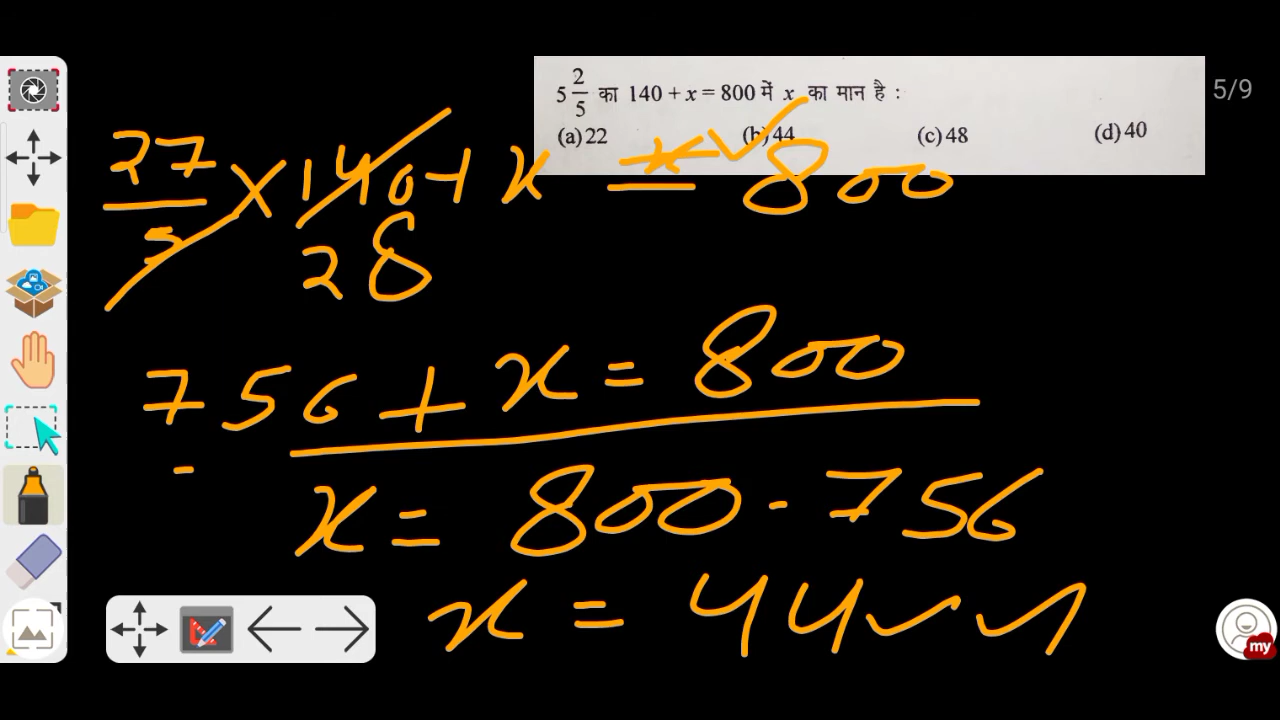 5 2/5 का 140 + x = 800 में x का मान है :
(a) 22 (b) 44 (c) 48 (d) 40
5/9
27/5 × 140 + x = 800
28
756 + x = 800
-
x = 800 - 756
x = 44
my